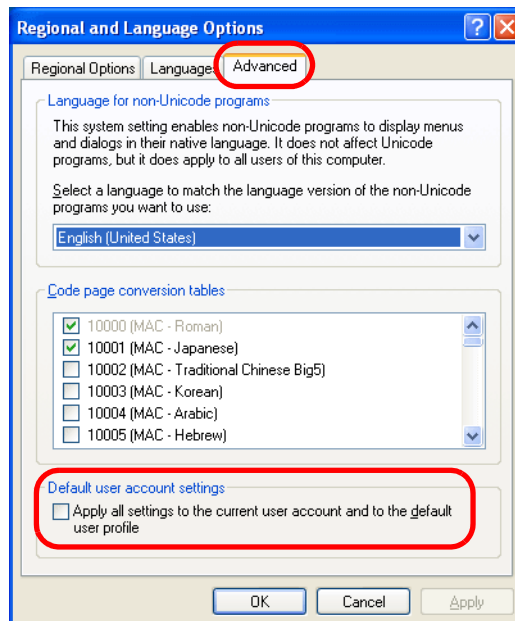 Regional and Language Options
Regional Options Languages Advanced
Language for non-Unicode programs
This system setting enables non-Unicode programs to display menus
and dialogs in their native language. It does not affect Unicode
programs, but it does apply to all users of this computer.
Select a language to match the language version of the non-Unicode
programs you want to use:
English (United States)
Code page conversion tables
10000 (MAC - Roman)
10001 (MAC - Japanese)
10002 (MAC - Traditional Chinese Big5)
10003 (MAC - Korean)
10004 (MAC - Arabic)
10005 (MAC - Hebrew)
Default user account settings
Apply all settings to the current user account and to the default
user profile
OK Cancel Apply